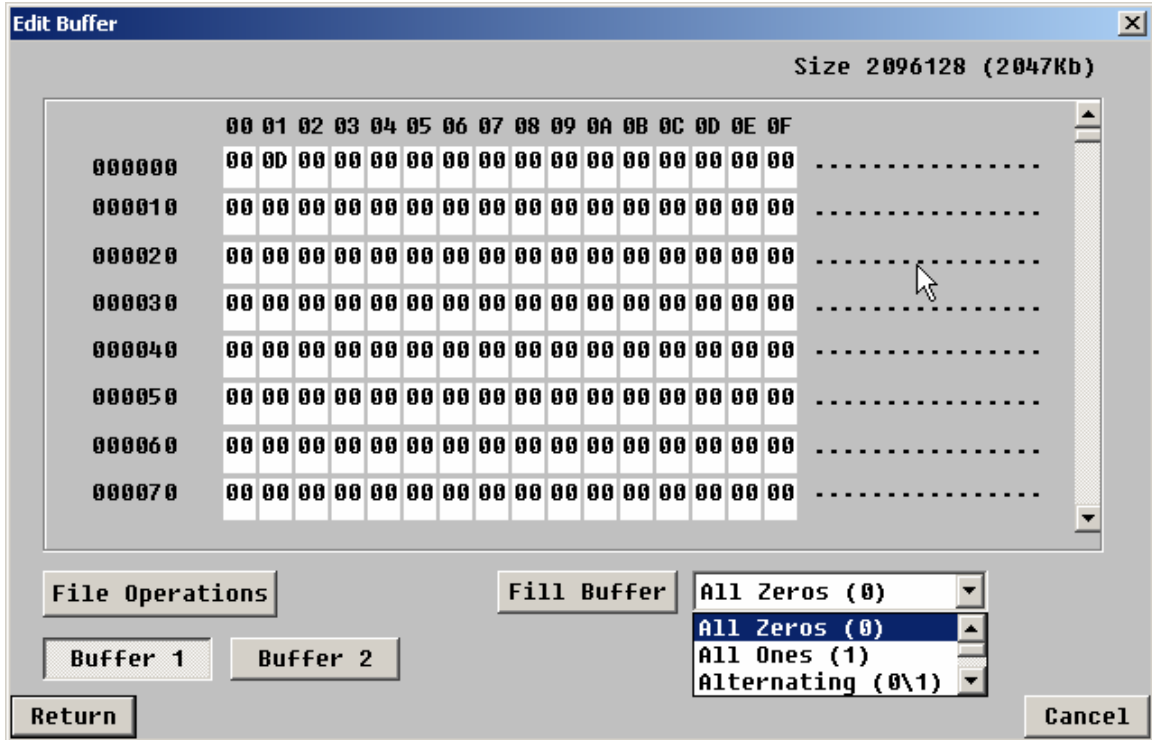 Edit Buffer
Size 2096128 (2047Kb)
00 01 02 03 04 05 06 07 08 09 0A 0B 0C 0D 0E 0F
000000 00 0D 00 00 00 00 00 00 00 00 00 00 00 00 00 00 ................
000010 00 00 00 00 00 00 00 00 00 00 00 00 00 00 00 00 ................
000020 00 00 00 00 00 00 00 00 00 00 00 00 00 00 00 00 ................
000030 00 00 00 00 00 00 00 00 00 00 00 00 00 00 00 00 ................
000040 00 00 00 00 00 00 00 00 00 00 00 00 00 00 00 00 ................
000050 00 00 00 00 00 00 00 00 00 00 00 00 00 00 00 00 ................
000060 00 00 00 00 00 00 00 00 00 00 00 00 00 00 00 00 ................
000070 00 00 00 00 00 00 00 00 00 00 00 00 00 00 00 00 ................
File Operations Fill Buffer All Zeros (0)
All Zeros (0)
All Ones (1)
Buffer 1 Buffer 2
Alternating (0\1)
Return Cancel